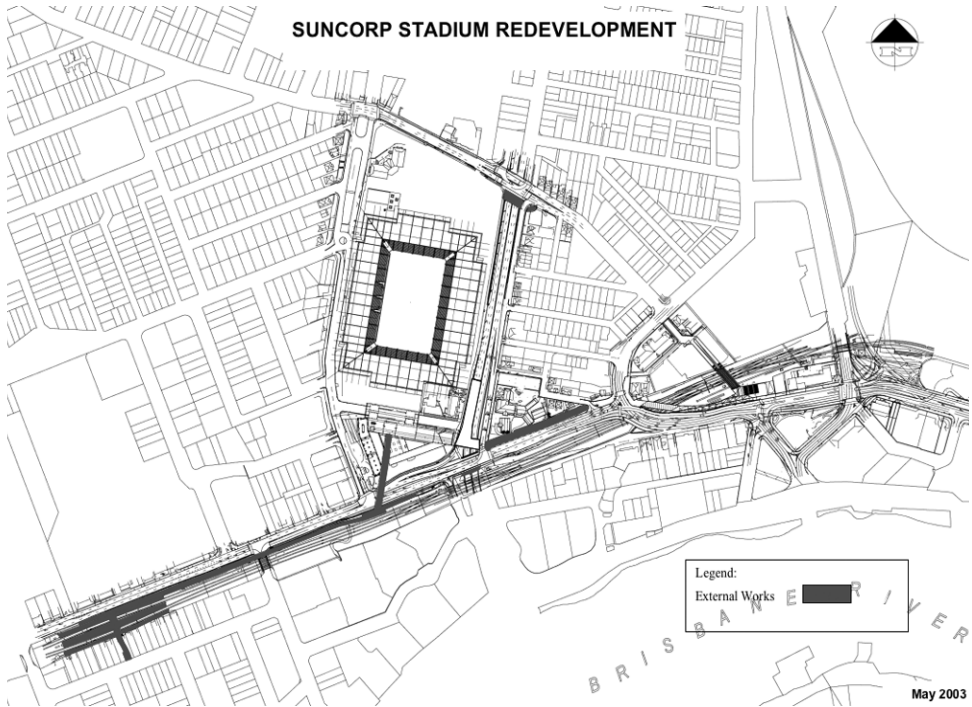 SUNCORP STADIUM REDEVELOPMENT
Legend:
External Works
BRISBANE RIVER
May 2003